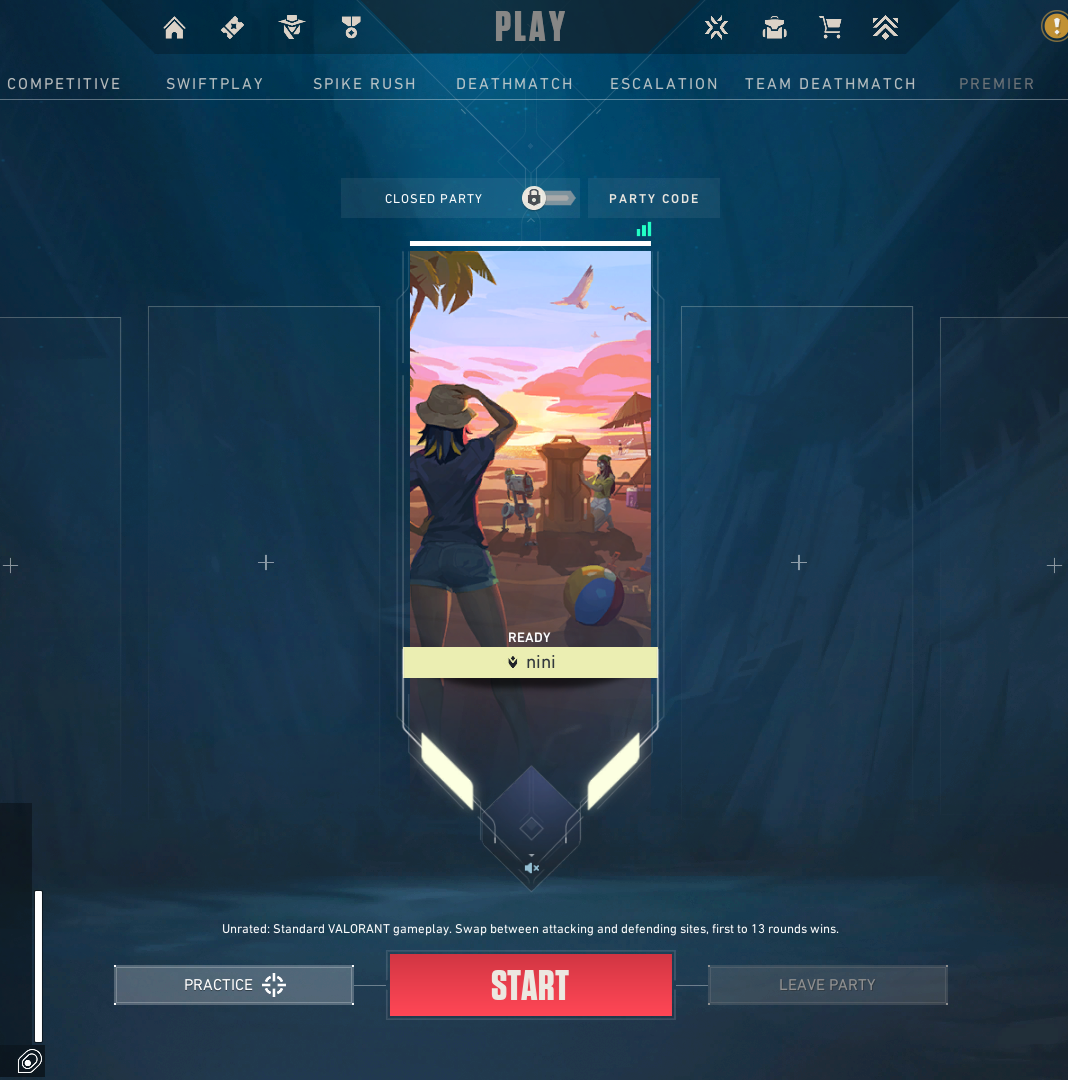 PLAY
COMPETITIVE SWIFTPLAY SPIKE RUSH DEATHMATCH ESCALATION TEAM DEATHMATCH PREMIER
CLOSED PARTY PARTY CODE
READY
nini
Unrated: Standard VALORANT gameplay. Swap between attacking and defending sites, first to 13 rounds wins.
PRACTICE START LEAVE PARTY